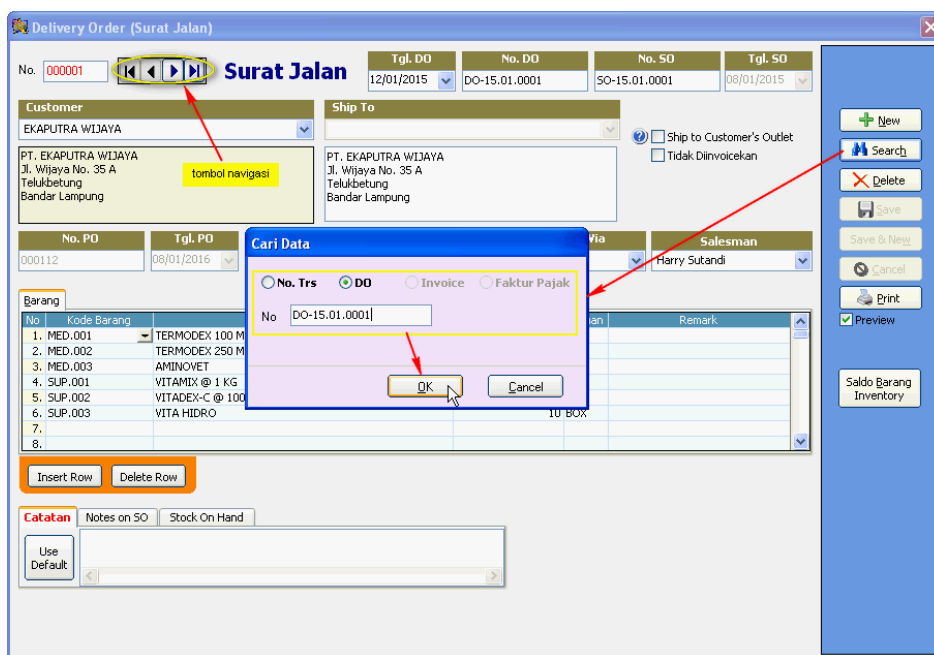 Delivery Order (Surat Jalan)
No. 000001
Surat Jalan
Tgl. DO No. DO No. SO Tgl. SO
12/01/2015 DO-15.01.0001 SO-15.01.0001 08/01/2015
Customer Ship To
EKAPUTRA WIJAYA
Ship to Customer's Outlet
Tidak Diinvoicekan
PT. EKAPUTRA WIJAYA
Jl. Wijaya No. 35 A
Telukbetung
Bandar Lampung
tombol navigasi
PT. EKAPUTRA WIJAYA
Jl. Wijaya No. 35 A
Telukbetung
Bandar Lampung
New
Search
Delete
Save
Save & New
Cancel
Print
Preview
Saldo Barang
Inventory
No. PO Tgl. PO Via Salesman
000112 08/01/2016 Harry Sutandi
Cari Data
No. Trs DO Invoice Faktur Pajak
No DO-15.01.0001
OK Cancel
Barang
No Kode Barang Remark
1. MED.001 TERMODEX 100 M
2. MED.002 TERMODEX 250 M
3. MED.003 AMINOVET
4. SUP.001 VITAMIX @ 1 KG
5. SUP.002 VITADEX-C @ 100
6. SUP.003 VITA HIDRO 10 BOX
7.
8.
Insert Row Delete Row
Catatan Notes on SO Stock On Hand
Use
Default